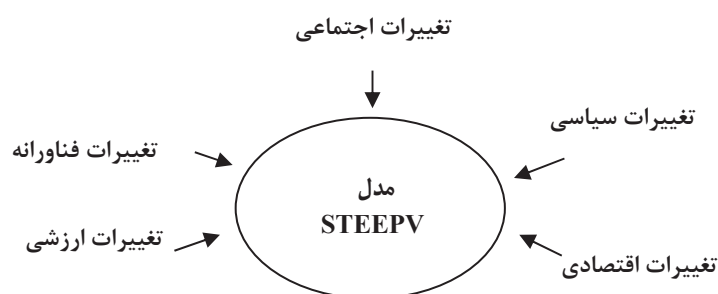 تغییرات اجتماعی
تغییرات سیاسی
تغییرات فناورانه
مدل
STEEPV
تغییرات ارزشی
تغییرات اقتصادی